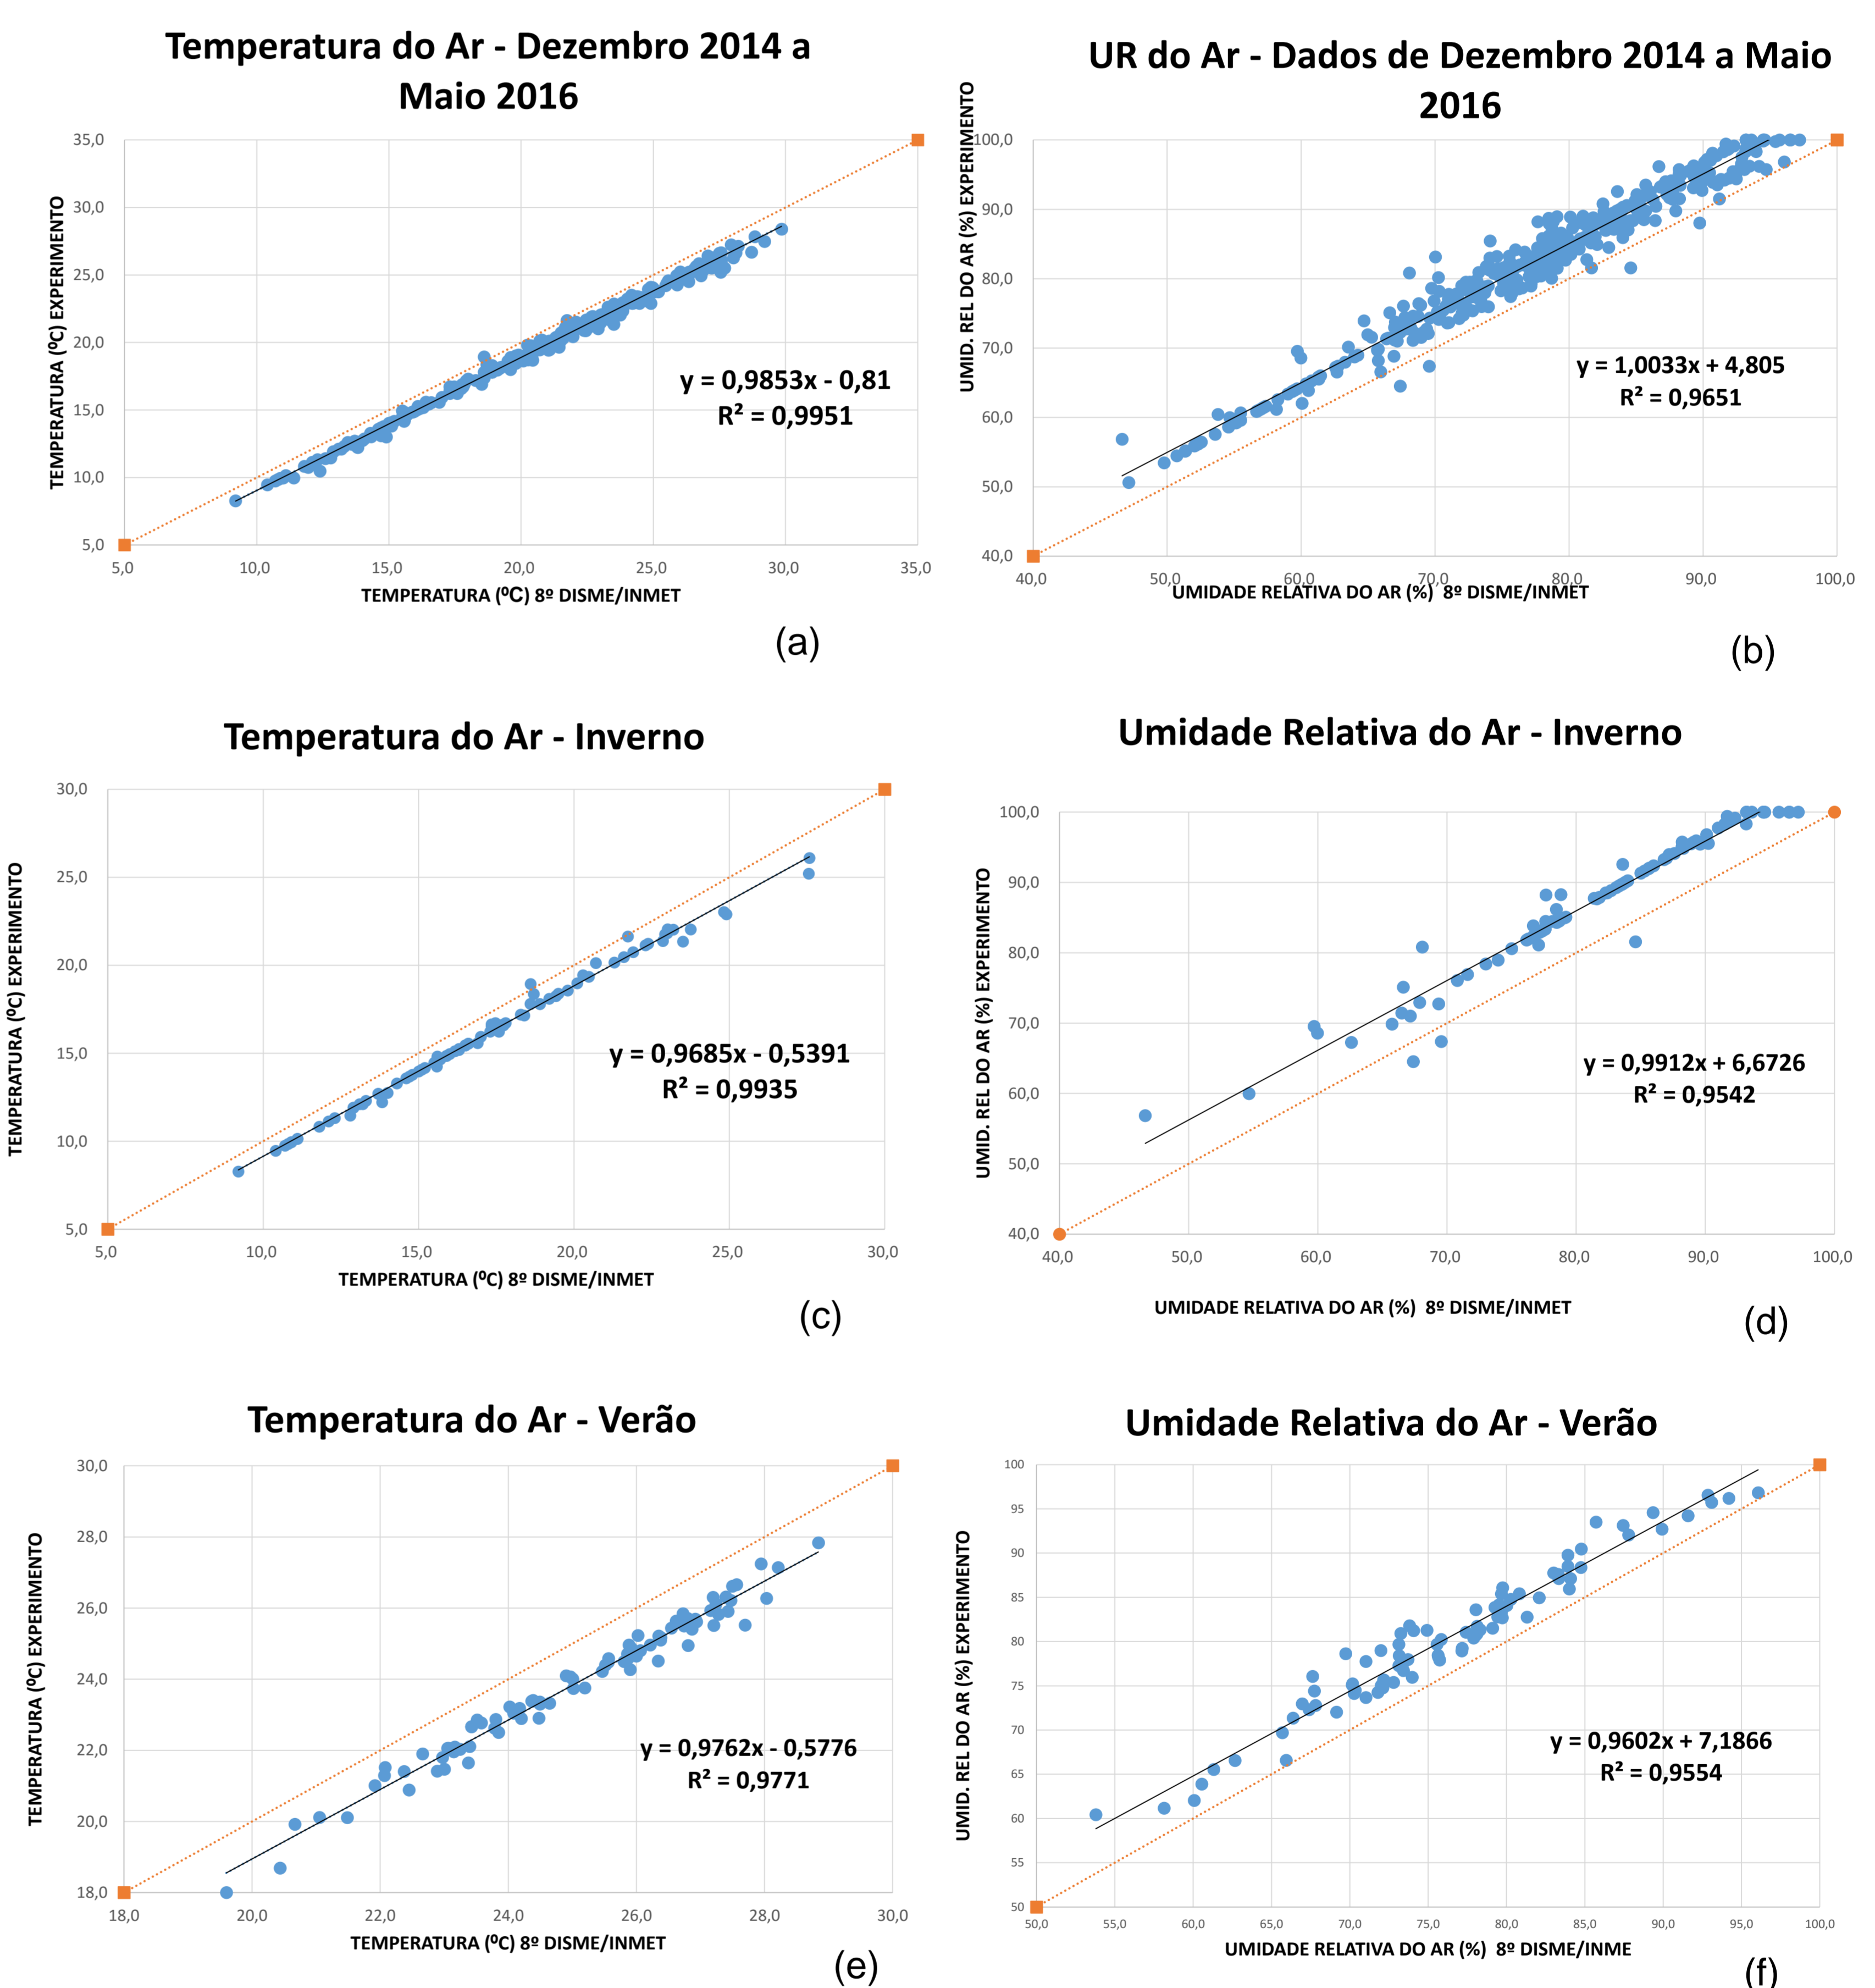 Temperatura do Ar - Dezembro 2014 a
Maio 2016
35,0
30,0
25,0
20,0
15,0
10,0
5,0
TEMPERATURA (ºC) EXPERIMENTO
y = 0,9853x - 0,81
R² = 0,9951
5,0 10,0 15,0 20,0 25,0 30,0 35,0
TEMPERATURA (ºC) 8º DISME/INMET
(a)
UR do Ar - Dados de Dezembro 2014 a Maio
2016
100,0
90,0
80,0
70,0
60,0
50,0
40,0
UMID. REL DO AR (%) EXPERIMENTO
y = 1,0033x + 4,805
R² = 0,9651
40,0 50,0 60,0 70,0 80,0 90,0 100,0
UMIDADE RELATIVA DO AR (%) 8º DISME/INMET
(b)
Temperatura do Ar - Inverno
30,0
25,0
20,0
15,0
10,0
5,0
TEMPERATURA (ºC) EXPERIMENTO
y = 0,9685x - 0,5391
R² = 0,9935
5,0 10,0 15,0 20,0 25,0 30,0
TEMPERATURA (ºC) 8º DISME/INMET
(c)
Umidade Relativa do Ar - Inverno
100,0
90,0
80,0
70,0
60,0
50,0
40,0
UMID. REL DO AR (%) EXPERIMENTO
y = 0,9912x + 6,6726
R² = 0,9542
40,0 50,0 60,0 70,0 80,0 90,0 100,0
UMIDADE RELATIVA DO AR (%) 8º DISME/INMET
(d)
Temperatura do Ar - Verão
30,0
28,0
26,0
24,0
22,0
20,0
18,0
TEMPERATURA (ºC) EXPERIMENTO
y = 0,9762x - 0,5776
R² = 0,9771
18,0 20,0 22,0 24,0 26,0 28,0 30,0
TEMPERATURA (ºC) 8º DISME/INMET
(e)
Umidade Relativa do Ar - Verão
100
95
90
85
80
75
70
65
60
55
50
UMID. REL DO AR (%) EXPERIMENTO
y = 0,9602x + 7,1866
R² = 0,9554
50,0 55,0 60,0 65,0 70,0 75,0 80,0 85,0 90,0 95,0 100,0
UMIDADE RELATIVA DO AR (%) 8º DISME/INME
(f)